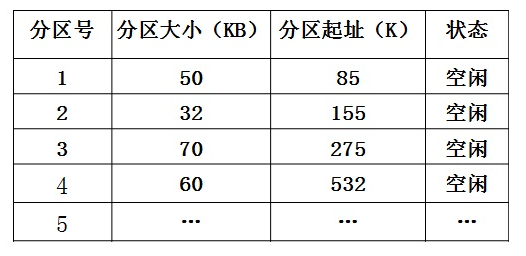 分区号 分区大小（KB） 分区起址（K） 状态
1 50 85 空闲
2 32 155 空闲
3 70 275 空闲
4 60 532 空闲
5 … … …